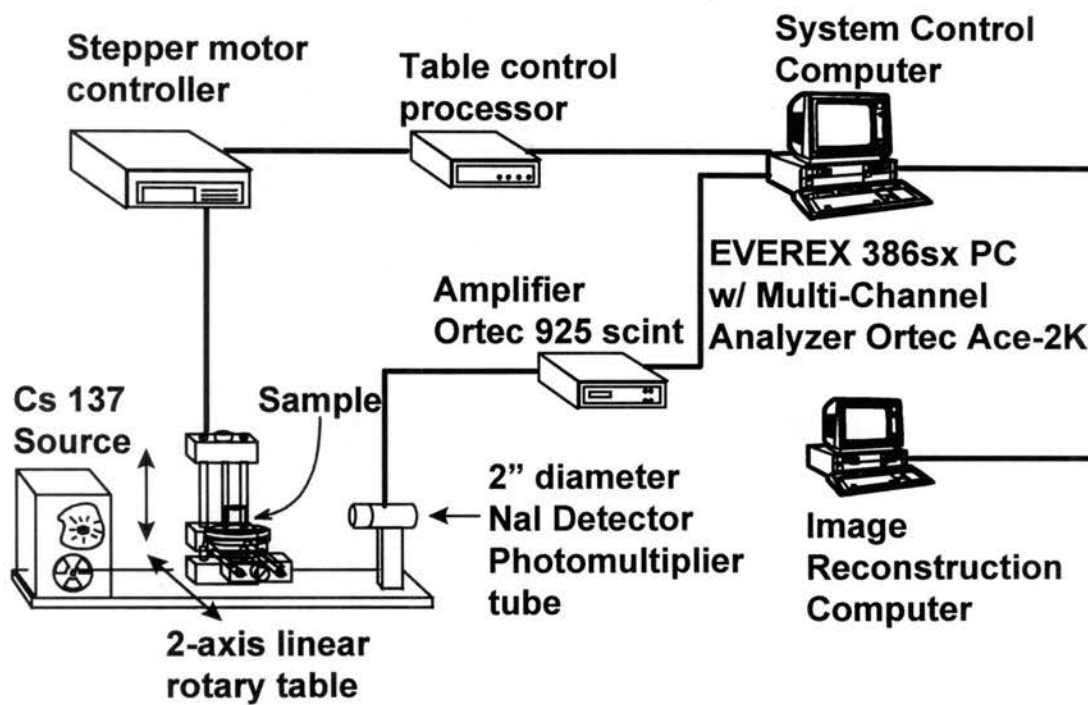 Stepper motor
controller
Table control
processor
System Control
Computer
EVEREX 386sx PC
w/ Multi-Channel
Analyzer Ortec Ace-2K
Amplifier
Ortec 925 scint
Cs 137
Source
Sample
2” diameter
NaI Detector
Photomultiplier
tube
Image
Reconstruction
Computer
2-axis linear
rotary table